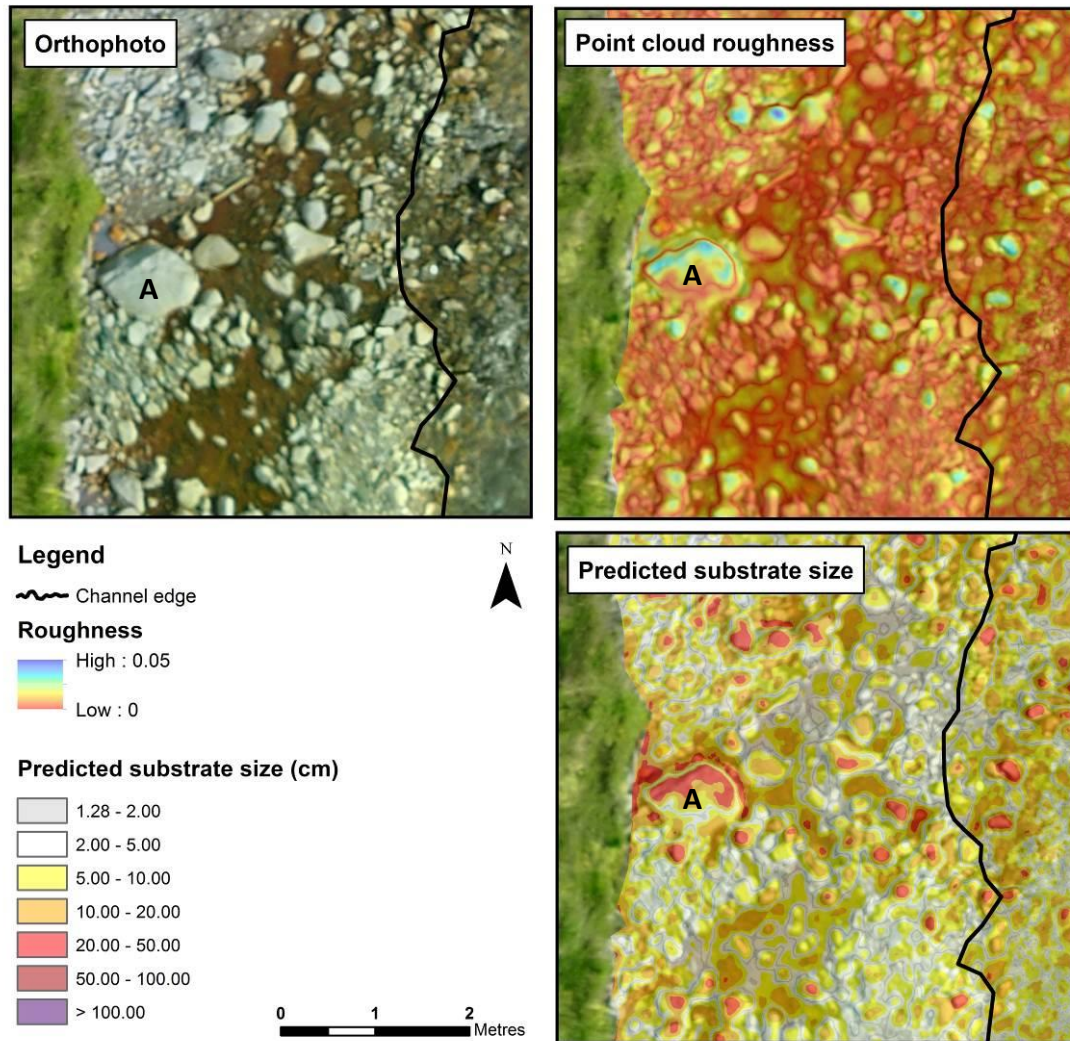 Orthophoto
Point cloud roughness
A
A
Legend
N
Channel edge
Roughness
High : 0.05
Low : 0
Predicted substrate size (cm)
1.28 - 2.00
2.00 - 5.00
5.00 - 10.00
10.00 - 20.00
20.00 - 50.00
50.00 - 100.00
> 100.00
0 1 2
Metres
Predicted substrate size
A